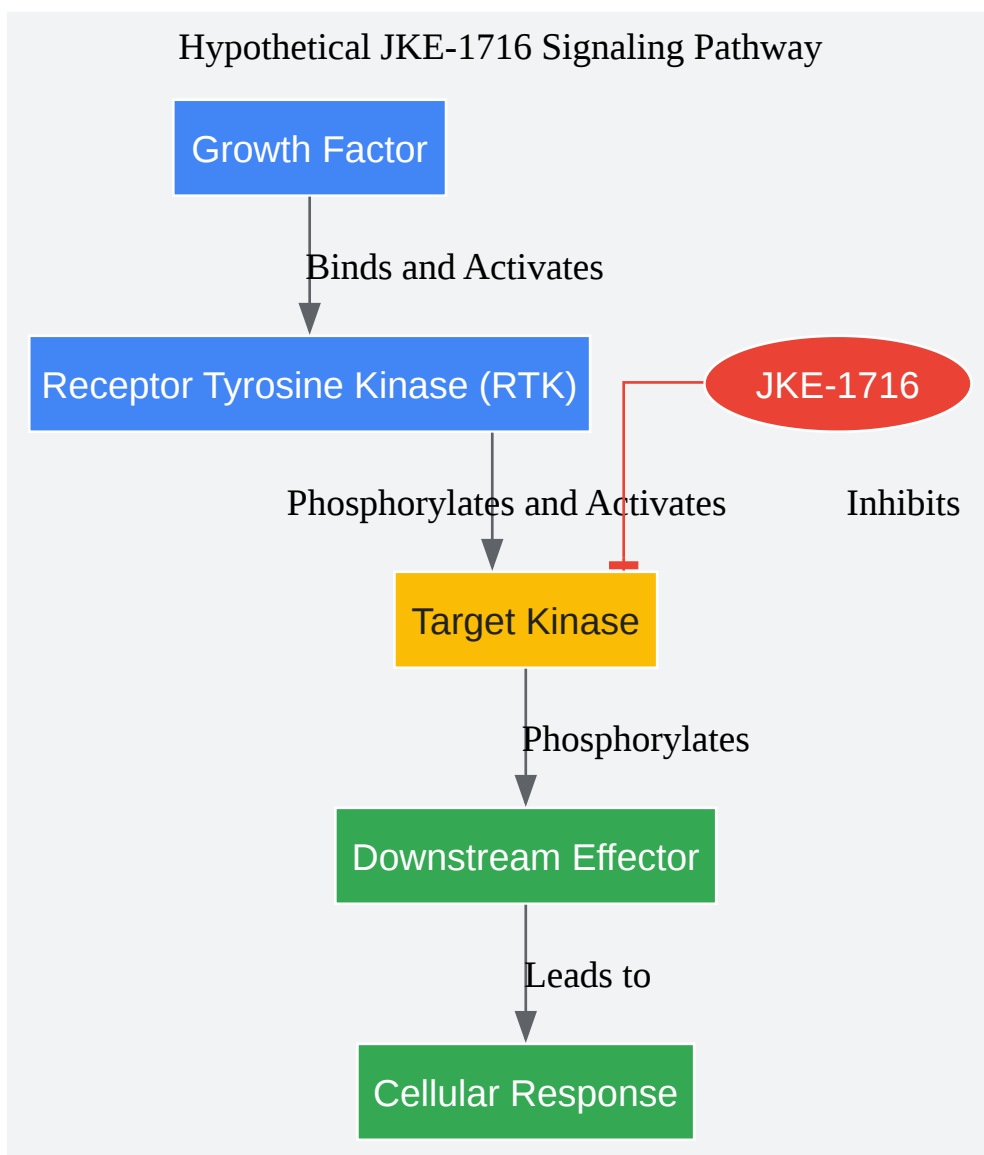 Hypothetical JKE-1716 Signaling Pathway
Growth Factor
Binds and Activates
Receptor Tyrosine Kinase (RTK)
JKE-1716
Phosphorylates and Activates
Inhibits
Target Kinase
Phosphorylates
Downstream Effector
Leads to
Cellular Response